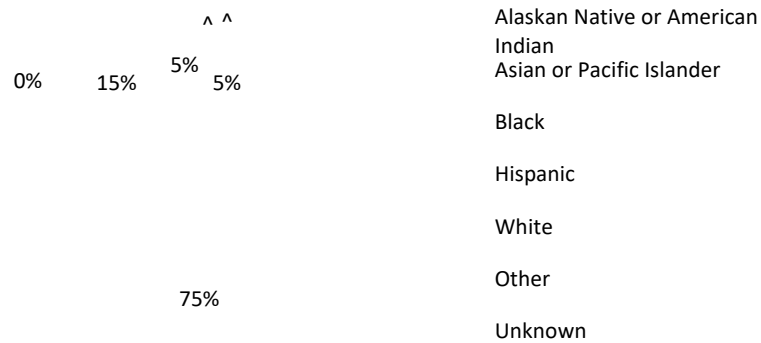 ^ ^
5%
0%
15%
5%
75%
Alaskan Native or American
Indian
Asian or Pacific Islander
Black
Hispanic
White
Other
Unknown